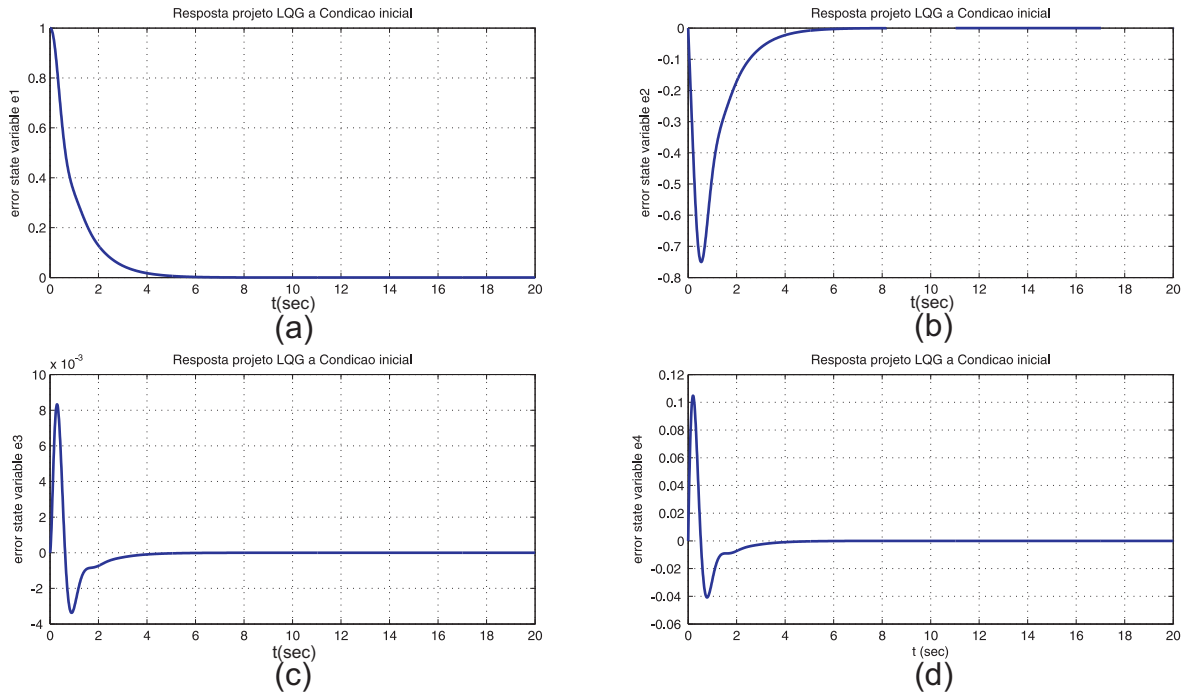 Resposta projeto LQG a Condicao inicial
error state variable e1
1
0.8
0.6
0.4
0.2
0
0 2 4 6 8 10 12 14 16 18 20
t(sec)
(a)
Resposta projeto LQG a Condicao inicial
error state variable e2
0
-0.1
-0.2
-0.3
-0.4
-0.5
-0.6
-0.7
-0.8
0 2 4 6 8 10 12 14 16 18 20
t(sec)
(b)
Resposta projeto LQG a Condicao inicial
x 10⁻³
error state variable e3
10
8
6
4
2
0
-2
-4
0 2 4 6 8 10 12 14 16 18 20
t(sec)
(c)
Resposta projeto LQG a Condicao inicial
error state variable e4
0.12
0.1
0.08
0.06
0.04
0.02
0
-0.02
-0.04
-0.06
0 2 4 6 8 10 12 14 16 18 20
t (sec)
(d)